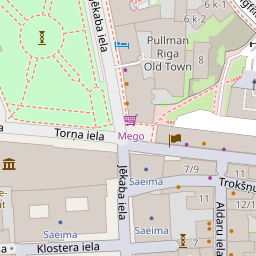 6 k-2
6 k-1
Jēkaba iela
Pullman
Riga
Old Town
8
Torņa iela
Mego
7/9
11
Jēkaba iela
Saeima
Trokšņu
Aldaru iela
12/1
Saeima
Saeima
Klostera iela